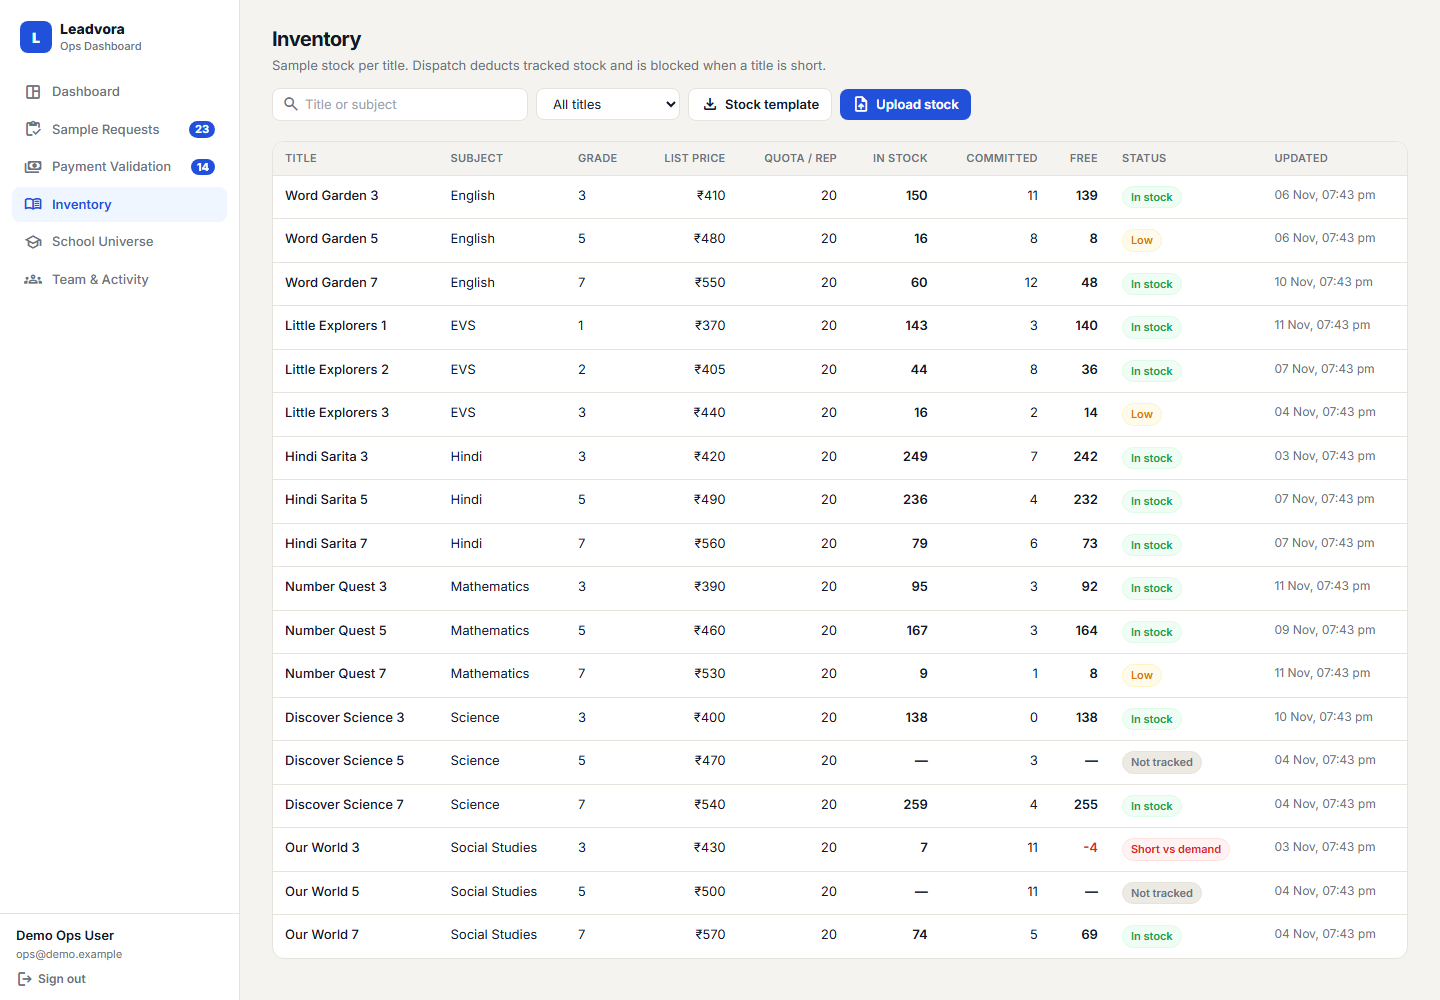 L
Leadvora
Ops Dashboard
Dashboard
Sample Requests 23
Payment Validation 14
Inventory
School Universe
Team & Activity
Demo Ops User
ops@demo.example
Sign out
Inventory
Sample stock per title. Dispatch deducts tracked stock and is blocked when a title is short.
Title or subject All titles Stock template Upload stock
TITLE SUBJECT GRADE LIST PRICE QUOTA / REP IN STOCK COMMITTED FREE STATUS UPDATED
Word Garden 3 English 3 ₹410 20 150 11 139 In stock 06 Nov, 07:43 pm
Word Garden 5 English 5 ₹480 20 16 8 8 Low 06 Nov, 07:43 pm
Word Garden 7 English 7 ₹550 20 60 12 48 In stock 10 Nov, 07:43 pm
Little Explorers 1 EVS 1 ₹370 20 143 3 140 In stock 11 Nov, 07:43 pm
Little Explorers 2 EVS 2 ₹405 20 44 8 36 In stock 07 Nov, 07:43 pm
Little Explorers 3 EVS 3 ₹440 20 16 2 14 Low 04 Nov, 07:43 pm
Hindi Sarita 3 Hindi 3 ₹420 20 249 7 242 In stock 03 Nov, 07:43 pm
Hindi Sarita 5 Hindi 5 ₹490 20 236 4 232 In stock 07 Nov, 07:43 pm
Hindi Sarita 7 Hindi 7 ₹560 20 79 6 73 In stock 07 Nov, 07:43 pm
Number Quest 3 Mathematics 3 ₹390 20 95 3 92 In stock 11 Nov, 07:43 pm
Number Quest 5 Mathematics 5 ₹460 20 167 3 164 In stock 09 Nov, 07:43 pm
Number Quest 7 Mathematics 7 ₹530 20 9 1 8 Low 11 Nov, 07:43 pm
Discover Science 3 Science 3 ₹400 20 138 0 138 In stock 10 Nov, 07:43 pm
Discover Science 5 Science 5 ₹470 20 — 3 — Not tracked 04 Nov, 07:43 pm
Discover Science 7 Science 7 ₹540 20 259 4 255 In stock 04 Nov, 07:43 pm
Our World 3 Social Studies 3 ₹430 20 7 11 -4 Short vs demand 03 Nov, 07:43 pm
Our World 5 Social Studies 5 ₹500 20 — 11 — Not tracked 04 Nov, 07:43 pm
Our World 7 Social Studies 7 ₹570 20 74 5 69 In stock 04 Nov, 07:43 pm